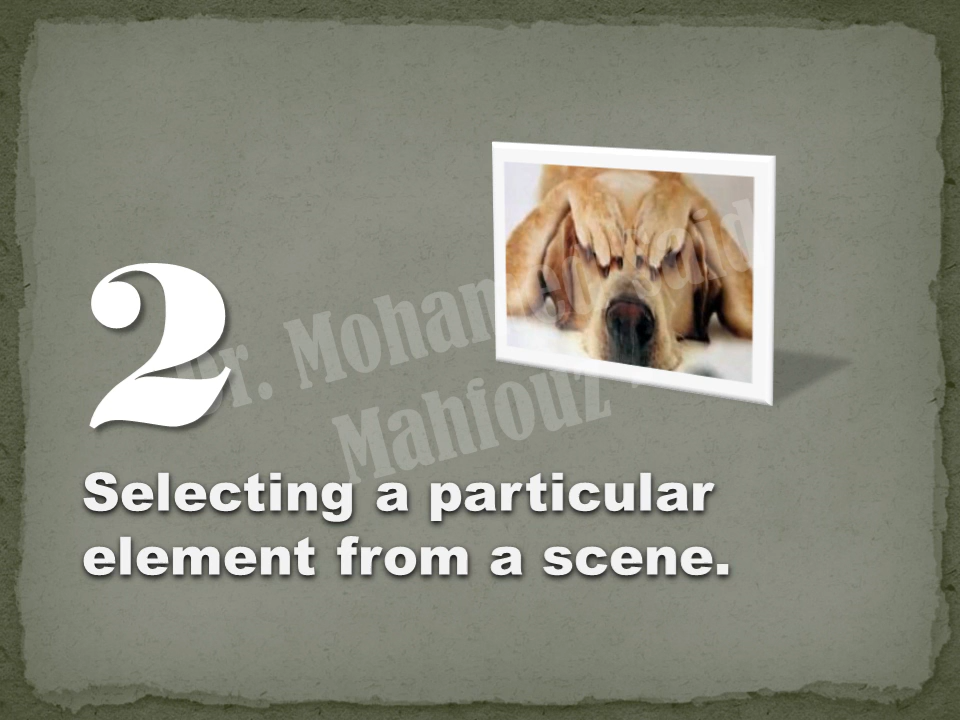 2
Dr. Mohamed
Mahfouz
Selecting a particular
element from a scene.